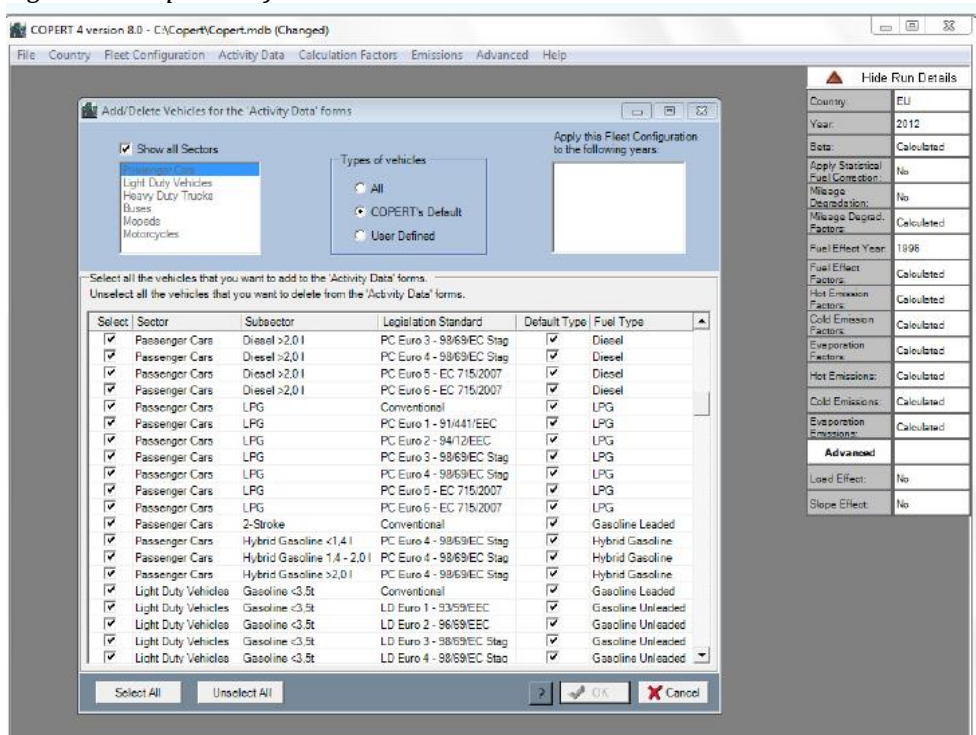 COPERT 4 version 8.0 - C:\Copert\Copert.mdb (Changed)
File Country Fleet Configuration Activity Data Calculation Factors Emissions Advanced Help
Hide Run Details
Country: EU
Year: 2012
Beta: Calculated
Apply Statistical Fuel Correction: No
Mileage Degradation: No
Mileage Degrad. Factors: Calculated
Fuel Effect Year: 1996
Fuel Effect Factors: Calculated
Hot Emission Factors: Calculated
Cold Emission Factors: Calculated
Evaporation Factors: Calculated
Hot Emissions: Calculated
Cold Emissions: Calculated
Evaporation Emissions: Calculated
Advanced
Load Effect: No
Slope Effect: No
Add/Delete Vehicles for the 'Activity Data' forms
Show all Sectors
Passenger Cars
Light Duty Vehicles
Heavy Duty Trucks
Buses
Mopeds
Motorcycles
Types of vehicles
All
COPERT's Default
User Defined
Apply this Fleet Configuration
to the following years:
Select all the vehicles that you want to add to the 'Activity Data' forms.
Unselect all the vehicles that you want to delete from the 'Activity Data' forms.
Select Sector Subsector Legislation Standard Default Type Fuel Type
Passenger Cars Diesel >2,0 l PC Euro 3 - 98/69/EC Stag Diesel
Passenger Cars Diesel >2,0 l PC Euro 4 - 98/69/EC Stag Diesel
Passenger Cars Diesel >2,0 l PC Euro 5 - EC 715/2007 Diesel
Passenger Cars Diesel >2,0 l PC Euro 6 - EC 715/2007 Diesel
Passenger Cars LPG Conventional LPG
Passenger Cars LPG PC Euro 1 - 91/441/EEC LPG
Passenger Cars LPG PC Euro 2 - 94/12/EEC LPG
Passenger Cars LPG PC Euro 3 - 98/69/EC Stag LPG
Passenger Cars LPG PC Euro 4 - 98/69/EC Stag LPG
Passenger Cars LPG PC Euro 5 - EC 715/2007 LPG
Passenger Cars LPG PC Euro 6 - EC 715/2007 LPG
Passenger Cars 2-Stroke Conventional Gasoline Leaded
Passenger Cars Hybrid Gasoline <1,4 l PC Euro 4 - 98/69/EC Stag Hybrid Gasoline
Passenger Cars Hybrid Gasoline 1,4 - 2,0 l PC Euro 4 - 98/69/EC Stag Hybrid Gasoline
Passenger Cars Hybrid Gasoline >2,0 l PC Euro 4 - 98/69/EC Stag Hybrid Gasoline
Light Duty Vehicles Gasoline <3,5t Conventional Gasoline Leaded
Light Duty Vehicles Gasoline <3,5t LD Euro 1 - 93/59/EEC Gasoline Unleaded
Light Duty Vehicles Gasoline <3,5t LD Euro 2 - 96/69/EEC Gasoline Unleaded
Light Duty Vehicles Gasoline <3,5t LD Euro 3 - 98/69/EC Stag Gasoline Unleaded
Light Duty Vehicles Gasoline <3,5t LD Euro 4 - 98/69/EC Stag Gasoline Unleaded
Select All Unselect All ? OK Cancel